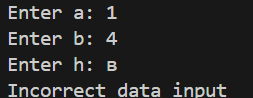 Enter a: 1
Enter b: 4
Enter h: в
Incorrect data input